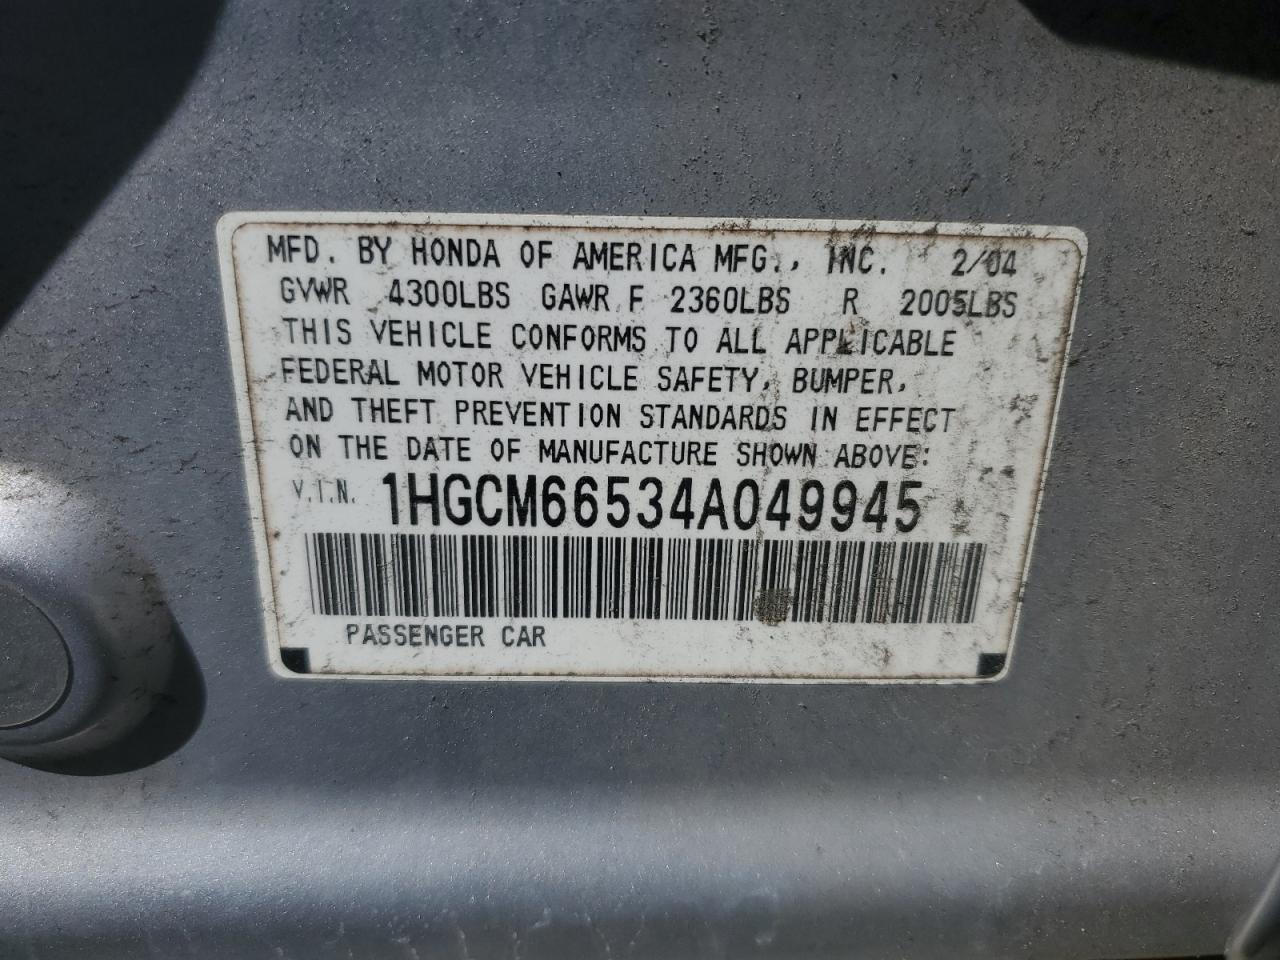 MFD. BY HONDA OF AMERICA MFG., INC. 2/04
GVWR 4300LBS GAWR F 2360LBS R 2005LBS
THIS VEHICLE CONFORMS TO ALL APPLICABLE
FEDERAL MOTOR VEHICLE SAFETY, BUMPER,
AND THEFT PREVENTION STANDARDS IN EFFECT
ON THE DATE OF MANUFACTURE SHOWN ABOVE:
V.I.N. 1HGCM66534A049945
PASSENGER CAR